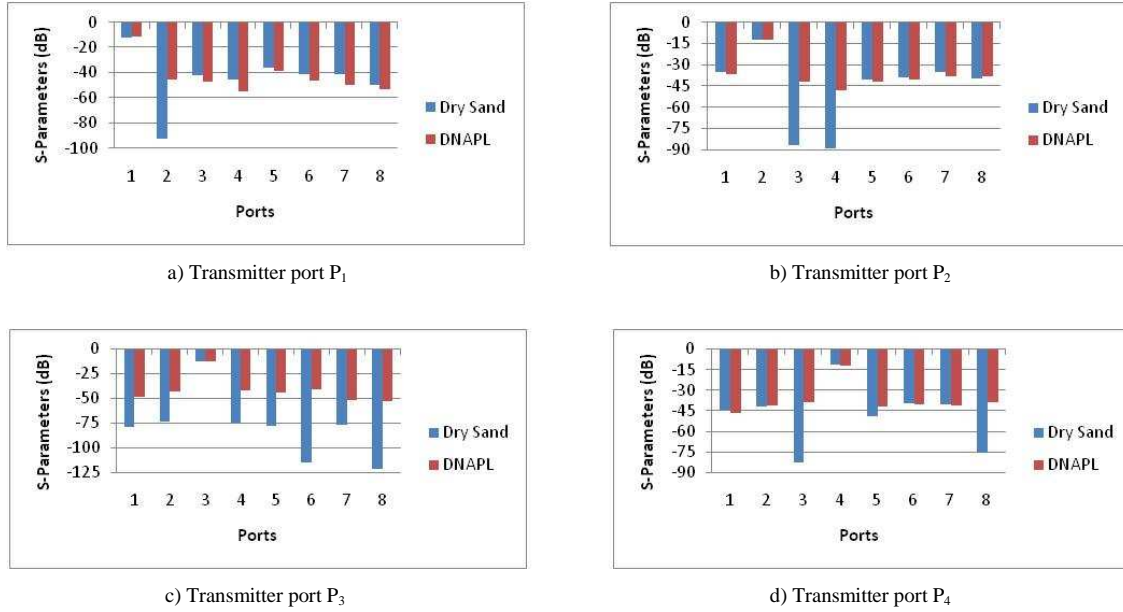 S-Parameters (dB)
0
-20
-40
-60
-80
-100
1 2 3 4 5 6 7 8
Ports
Dry Sand
DNAPL
a) Transmitter port P1
S-Parameters (dB)
0
-15
-30
-45
-60
-75
-90
1 2 3 4 5 6 7 8
Ports
Dry Sand
DNAPL
b) Transmitter port P2
S-Parameters (dB)
0
-25
-50
-75
-100
-125
1 2 3 4 5 6 7 8
Ports
Dry Sand
DNAPL
c) Transmitter port P3
S-Parameters (dB)
0
-15
-30
-45
-60
-75
-90
1 2 3 4 5 6 7 8
Ports
Dry Sand
DNAPL
d) Transmitter port P4